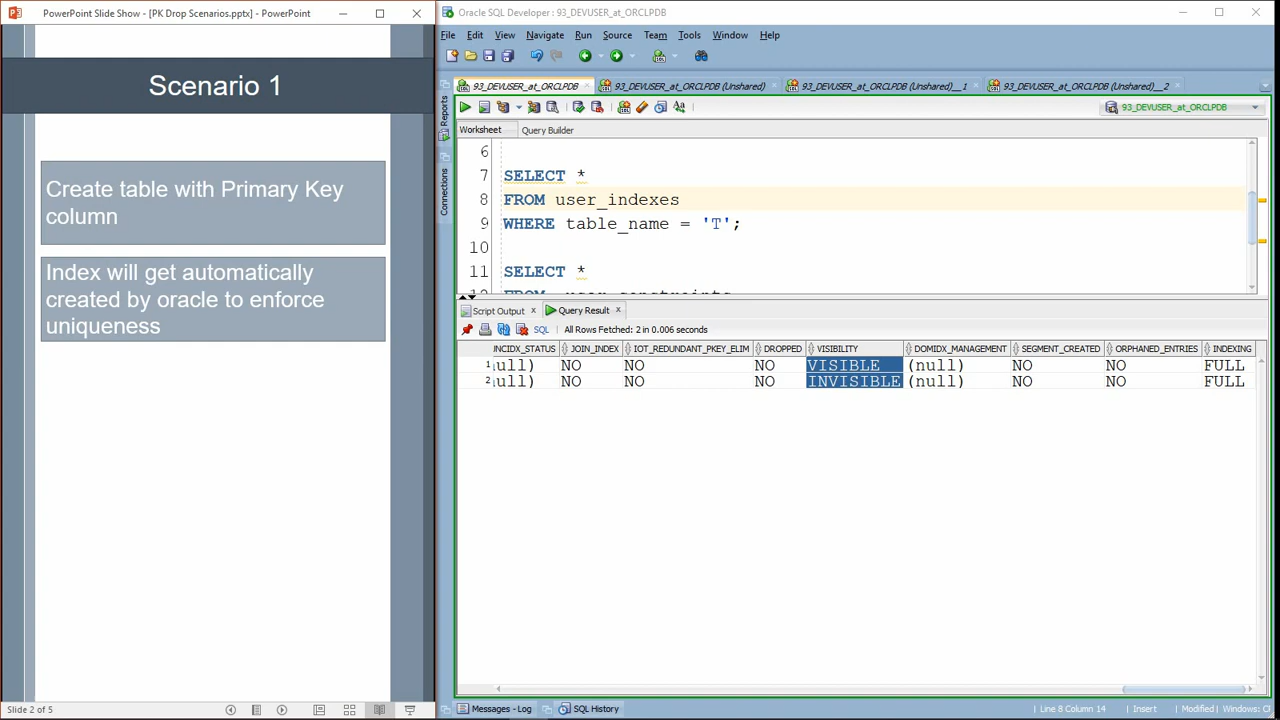 PowerPoint Slide Show - [PK Drop Scenarios.pptx] - PowerPoint
Scenario 1
Create table with Primary Key
column
Index will get automatically
created by oracle to enforce
uniqueness
Slide 2 of 5
Oracle SQL Developer : 93_DEVUSER_at_ORCLPDB
File Edit View Navigate Run Source Team Tools Window Help
93_DEVUSER_at_ORCLPDB 93_DEVUSER_at_ORCLPDB (Unshared) 93_DEVUSER_at_ORCLPDB (Unshared)__1 93_DEVUSER_at_ORCLPDB (Unshared)__2
93_DEVUSER_at_ORCLPDB
Reports
Connections
Worksheet Query Builder
6
7 SELECT *
8 FROM user_indexes
9 WHERE table_name = 'T';
10
11 SELECT *
Script Output Query Result
SQL All Rows Fetched: 2 in 0.006 seconds
NCIDX_STATUS JOIN_INDEX IOT_REDUNDANT_PKEY_ELIM DROPPED VISIBILITY DOMIDX_MANAGEMENT SEGMENT_CREATED ORPHANED_ENTRIES INDEXING
1 ull) NO NO NO VISIBLE (null) NO NO FULL
2 ull) NO NO NO INVISIBLE (null) NO NO FULL
Messages - Log SQL History
Line 8 Column 14 Insert Modified Windows: C